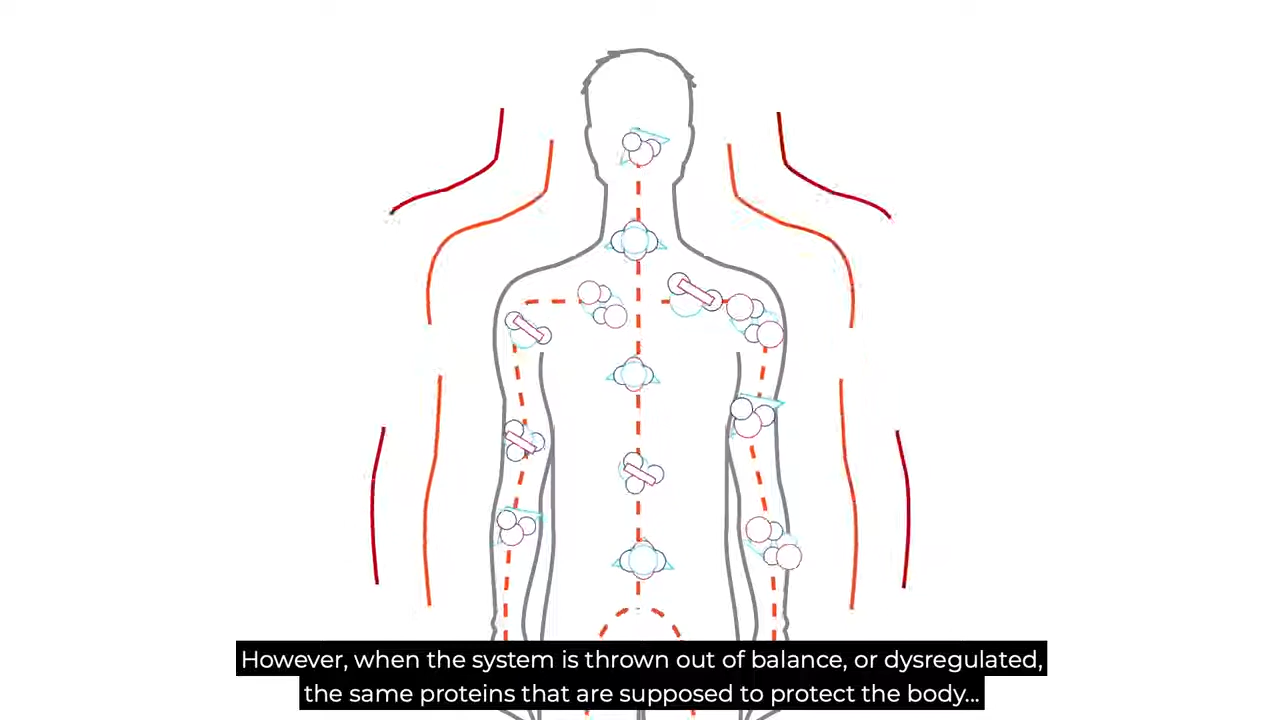 However, when the system is thrown out of balance, or dysregulated,
the same proteins that are supposed to protect the body...